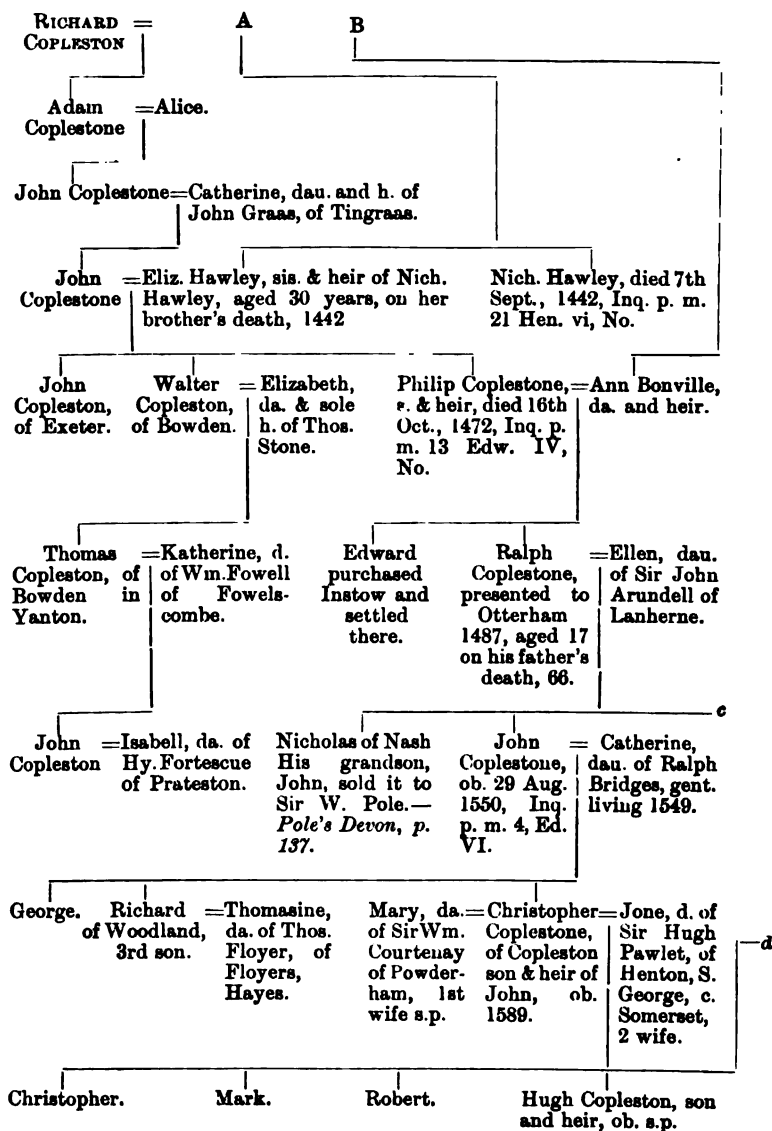 RICHARD = A B
COPLESTON
Adam =Alice.
Coplestone
John Coplestone=Catherine, dau. and h. of
John Graas, of Tingraas.
John =Eliz. Hawley, sis. & heir of Nich.
Coplestone Hawley, aged 30 years, on her
brother's death, 1442
Nich. Hawley, died 7th
Sept., 1442, Inq. p. m.
21 Hen. vi, No.
John
Copleston,
of Exeter.
Walter = Elizabeth,
Copleston, da. & sole
of Bowden. h. of Thos.
Stone.
Philip Coplestone,= Ann Bonville,
s. & heir, died 16th da. and heir.
Oct., 1472, Inq. p.
m. 13 Edw. IV,
No.
Thomas =Katherine, d.
Copleston, of of Wm. Fowell
Bowden in of Fowels-
Yanton. combe.
Edward
purchased
Instow and
settled
there.
Ralph =Ellen, dau.
Coplestone, of Sir John
presented to Arundell of
Otterham Lanherne.
1487, aged 17
on his father's
death, 66.
c
John =Isabell, da. of
Copleston Hy. Fortescue
of Prateston.
Nicholas of Nash
His grandson,
John, sold it to
Sir W. Pole.—
Pole's Devon, p.
137.
John = Catherine,
Coplestone, dau. of Ralph
ob. 29 Aug. Bridges, gent.
1550, Inq. living 1549.
p. m. 4, Ed.
VI.
George.
Richard =Thomasine,
of Woodland, da. of Thos.
3rd son. Floyer, of
Floyers,
Hayes.
Mary, da.=Christopher=Jone, d. of
of Sir Wm. Coplestone, Sir Hugh
Courtenay of Copleston Pawlet, of
of Powder- son & heir of Henton, S.
ham, 1st John, ob. George, c.
wife s.p. 1589. Somerset,
2 wife.
d
Christopher. Mark. Robert. Hugh Copleston, son
and heir, ob. s.p.